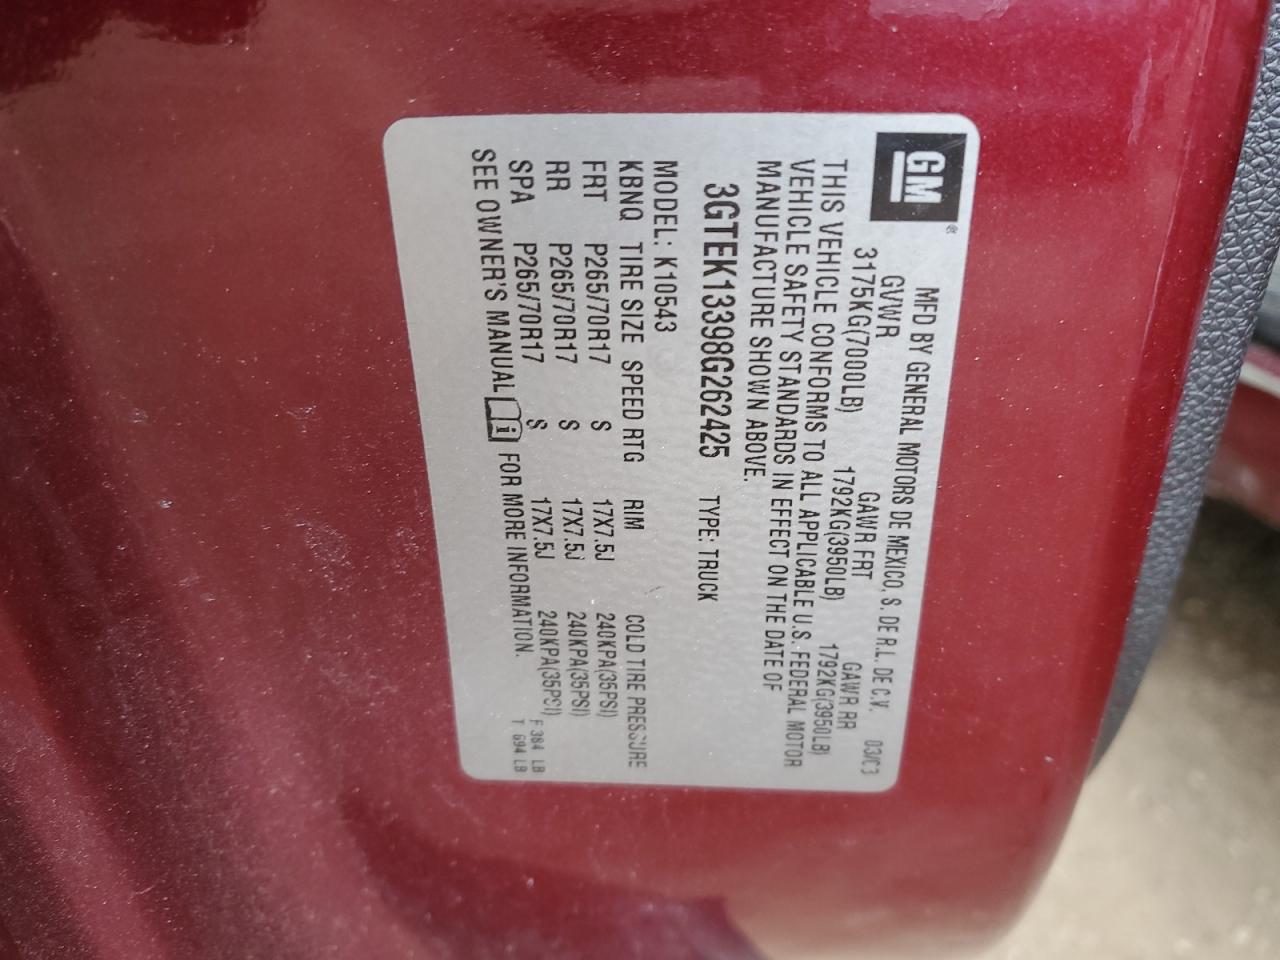 GM®
MFD BY GENERAL MOTORS DE MEXICO, S. DE R.L. DE C.V.
GVWR GAWR FRT GAWR RR 03/03
3175KG(7000LB) 1792KG(3950LB) 1792KG(3950LB)
THIS VEHICLE CONFORMS TO ALL APPLICABLE U.S. FEDERAL MOTOR
VEHICLE SAFETY STANDARDS IN EFFECT ON THE DATE OF
MANUFACTURE SHOWN ABOVE.
3GTEK13398G262425 TYPE: TRUCK
MODEL: K10543
KBNQ TIRE SIZE SPEED RTG RIM COLD TIRE PRESSURE
FRT P265/70R17 S 17X7.5J 240KPA(35PSI)
RR P265/70R17 S 17X7.5J 240KPA(35PSI)
SPA P265/70R17 S 17X7.5J 240KPA(35PSI)
SEE OWNER'S MANUAL i FOR MORE INFORMATION.
F 384 LB
T 694 LB